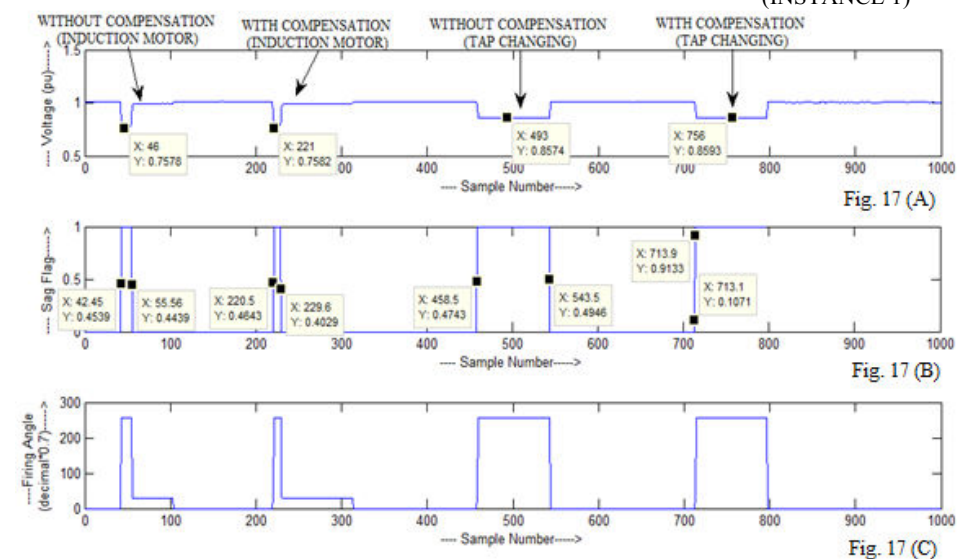 (INSTANCE 1)
WITHOUT COMPENSATION
(INDUCTION MOTOR)
WITH COMPENSATION
(INDUCTION MOTOR)
WITHOUT COMPENSATION
(TAP CHANGING)
WITH COMPENSATION
(TAP CHANGING)
---- Voltage (pu)---->
1.5
1
0.5
X: 46
Y: 0.7578
X: 221
Y: 0.7582
X: 493
Y: 0.8574
X: 756
Y: 0.8593
0 100 200 300 400 500 600 700 800 900 1000
---- Sample Number----->
Fig. 17 (A)
---- Sag Flag---->
1
0.5
0
X: 42.45
Y: 0.4539
X: 55.56
Y: 0.4439
X: 220.5
Y: 0.4643
X: 229.6
Y: 0.4029
X: 458.5
Y: 0.4743
X: 543.5
Y: 0.4946
X: 713.9
Y: 0.9133
X: 713.1
Y: 0.1071
0 100 200 300 400 500 600 700 800 900 1000
---- Sample Number----->
Fig. 17 (B)
----Firing Angle
(decimal*0.7)----->
300
200
100
0
0 100 200 300 400 500 600 700 800 900 1000
---- Sample Number----->
Fig. 17 (C)